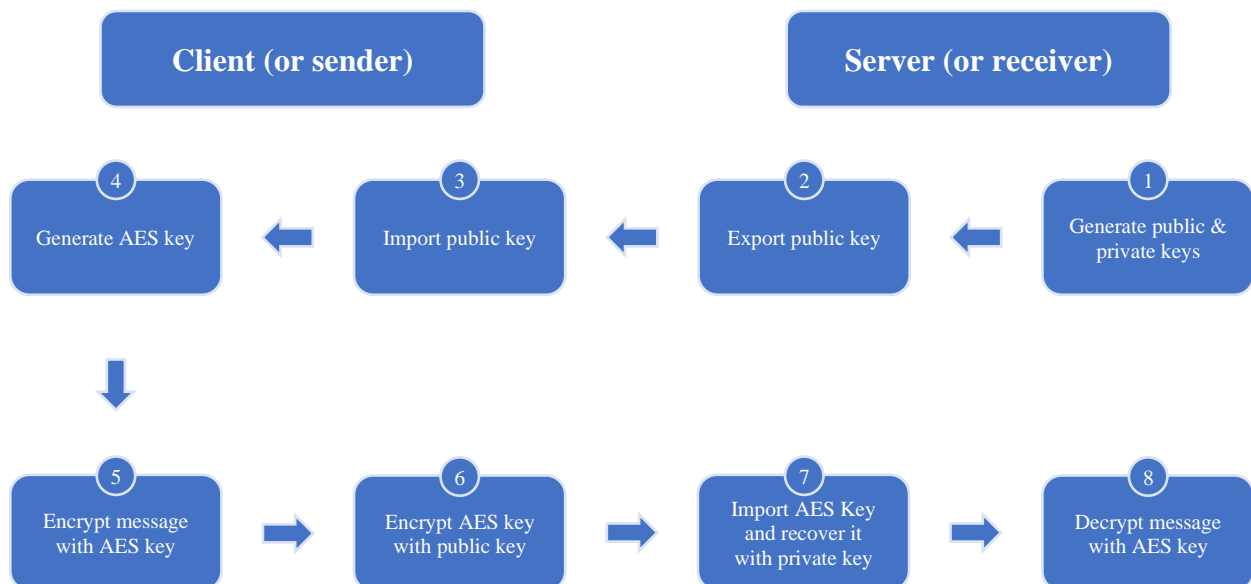 Client (or sender)
Server (or receiver)
4
Generate AES key
3
Import public key
2
Export public key
1
Generate public &
private keys
5
Encrypt message
with AES key
6
Encrypt AES key
with public key
7
Import AES Key
and recover it
with private key
8
Decrypt message
with AES key